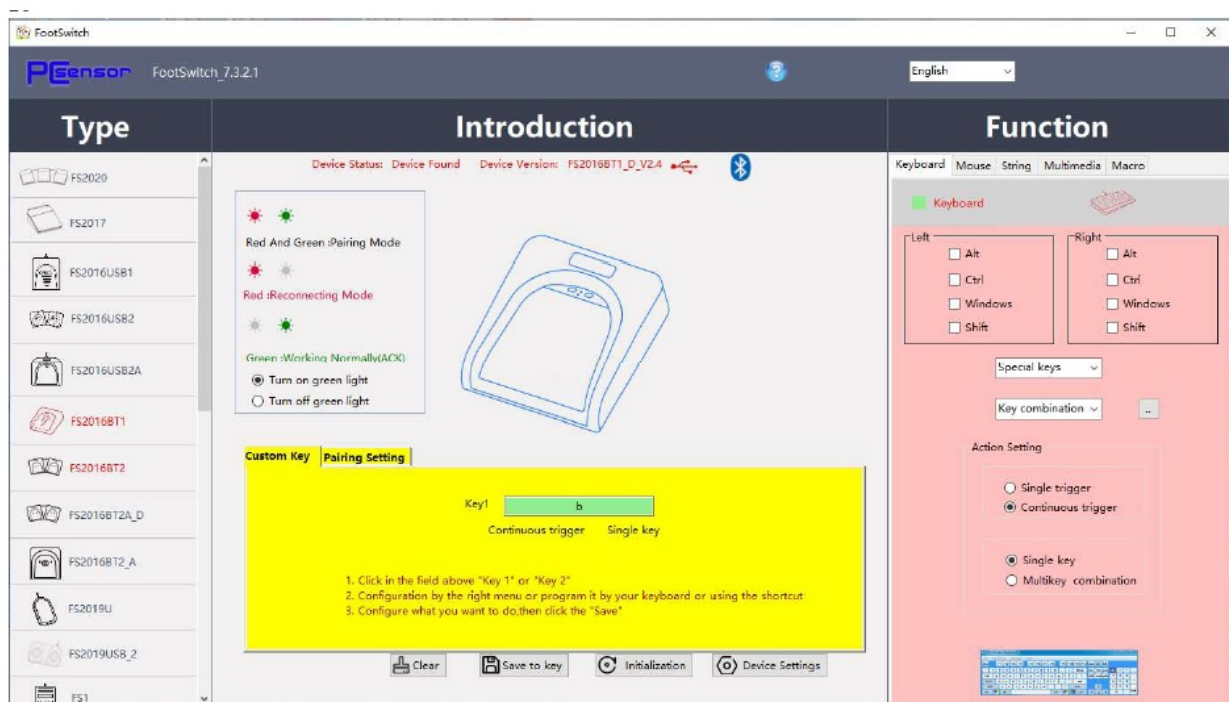 FootSwitch
PCsensor FootSwitch_7.3.2.1
English
Type
Introduction
Function
FS2020
FS2017
FS2016USB1
FS2016USB2
FS2016USB2A
FS2016BT1
FS2016BT2
FS2016BT2A_D
FS2016BT2_A
FS2019U
FS2019USB_2
FS1
Device Status: Device Found Device Version: FS2016BT1_D_V2.4
Red And Green :Pairing Mode
Red :Reconnecting Mode
Green :Working Normally(ACK)
Turn on green light
Turn off green light
Custom Key Pairing Setting
Key1 b
Continuous trigger Single key
1. Click in the field above "Key 1" or "Key 2"
2. Configuration by the right menu or program it by your keyboard or using the shortcut
3. Configure what you want to do,then click the "Save"
Clear Save to key Initialization Device Settings
Keyboard Mouse String Multimedia Macro
Keyboard
Left
Alt
Ctrl
Windows
Shift
Right
Alt
Ctrl
Windows
Shift
Special keys
Key combination ..
Action Setting
Single trigger
Continuous trigger
Single key
Multikey combination